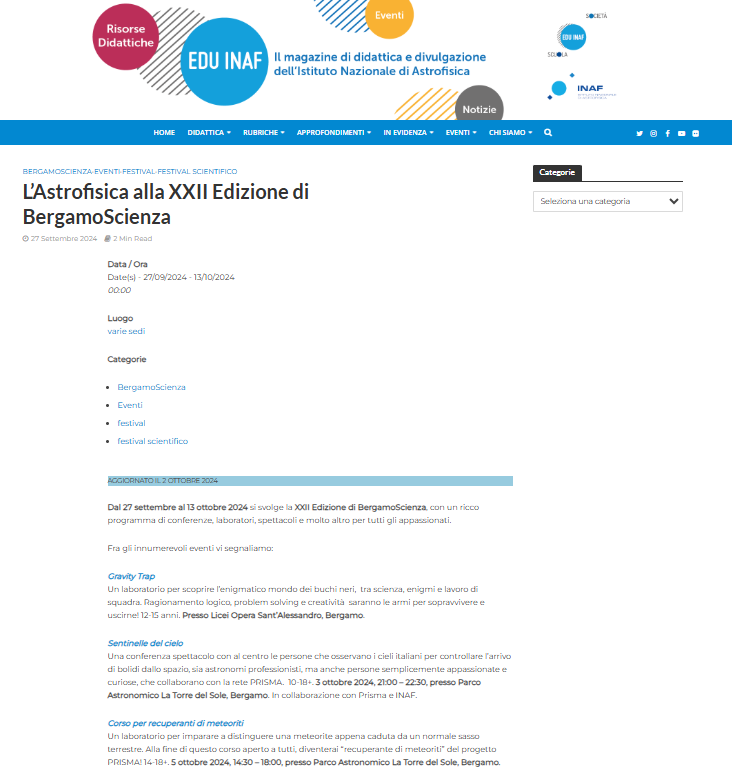 Risorse
Didattiche
EDU INAF
Eventi
Il magazine di didattica e divulgazione
dell'Istituto Nazionale di Astrofisica
Notizie
SOCIETÀ
EDU INAF
SCUOLA
INAF
HOME DIDATTICA RUBRICHE APPROFONDIMENTI IN EVIDENZA EVENTI CHI SIAMO
BERGAMOSCIENZA•EVENTI•FESTIVAL•FESTIVAL SCIENTIFICO
L'Astrofisica alla XXII Edizione di
BergamoScienza
27 Settembre 2024 2 Min Read
Categorie
Seleziona una categoria
Data / Ora
Date(s) - 27/09/2024 - 13/10/2024
00:00
Luogo
varie sedi
Categorie
BergamoScienza
Eventi
festival
festival scientifico
AGGIORNATO IL 2 OTTOBRE 2024
Dal 27 settembre al 13 ottobre 2024 si svolge la XXII Edizione di BergamoScienza, con un ricco
programma di conferenze, laboratori, spettacoli e molto altro per tutti gli appassionati.
Fra gli innumerevoli eventi vi segnaliamo:
Gravity Trap
Un laboratorio per scoprire l'enigmatico mondo dei buchi neri, tra scienza, enigmi e lavoro di
squadra. Ragionamento logico, problem solving e creatività saranno le armi per sopravvivere e
uscirne! 12-15 anni. Presso Licei Opera Sant'Alessandro, Bergamo.
Sentinelle del cielo
Una conferenza spettacolo con al centro le persone che osservano i cieli italiani per controllare l'arrivo
di bolidi dallo spazio, sia astronomi professionisti, ma anche persone semplicemente appassionate e
curiose, che collaborano con la rete PRISMA. 10-18+. 3 ottobre 2024, 21:00 – 22:30, presso Parco
Astronomico La Torre del Sole, Bergamo. In collaborazione con Prisma e INAF.
Corso per recuperanti di meteoriti
Un laboratorio per imparare a distinguere una meteorite appena caduta da un normale sasso
terrestre. Alla fine di questo corso aperto a tutti, diventerai "recuperante di meteoriti" del progetto
PRISMA! 14-18+. 5 ottobre 2024, 14:30 – 18:00, presso Parco Astronomico La Torre del Sole, Bergamo.